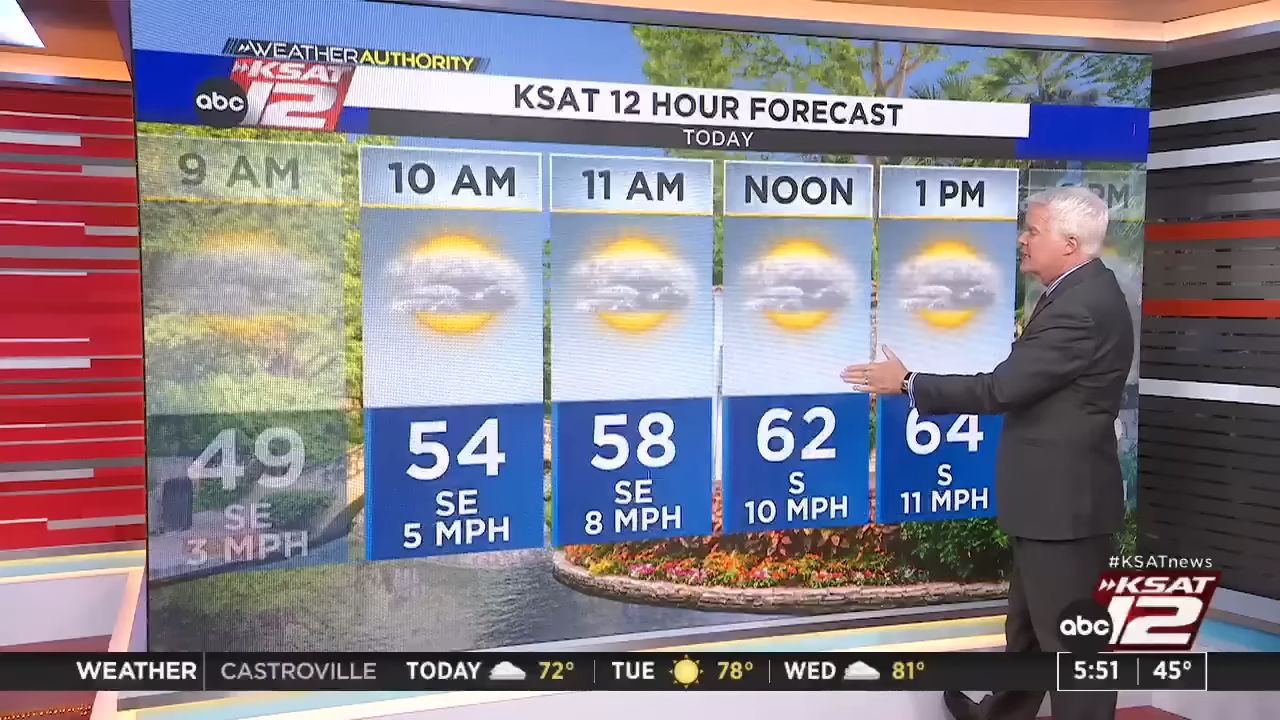 WEATHERAUTHORITY
KSAT
abc 12
KSAT 12 HOUR FORECAST
TODAY
9 AM
49
SE
3 MPH
10 AM
54
SE
5 MPH
11 AM
58
SE
8 MPH
NOON
62
S
10 MPH
1 PM
64
S
11 MPH
PM
#KSATnews
KSAT
abc 12
WEATHER CASTROVILLE TODAY 72° TUE 78° WED 81° 5:51 45°